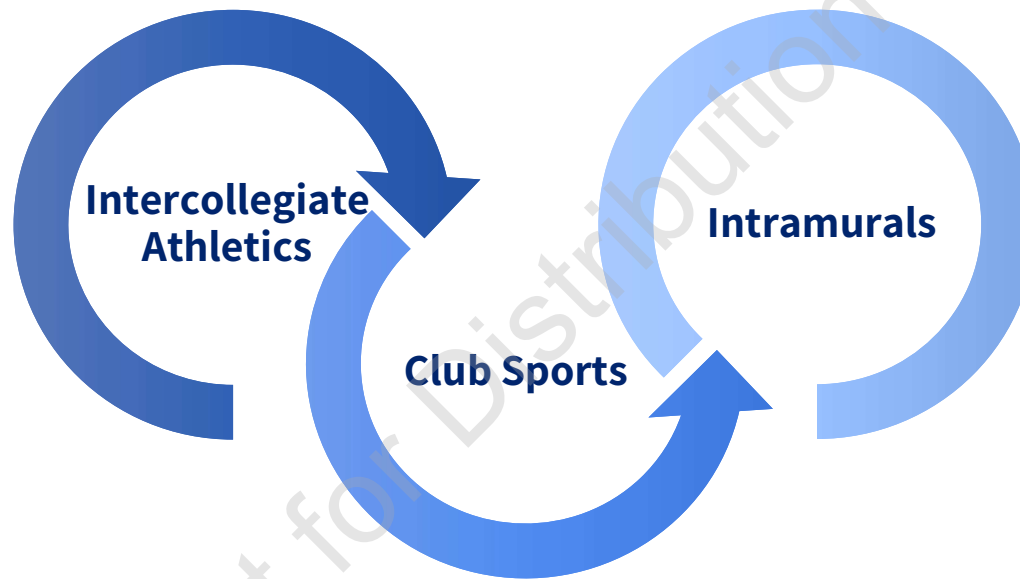 Intercollegiate
Athletics
Club Sports
Intramurals
t for Distribution